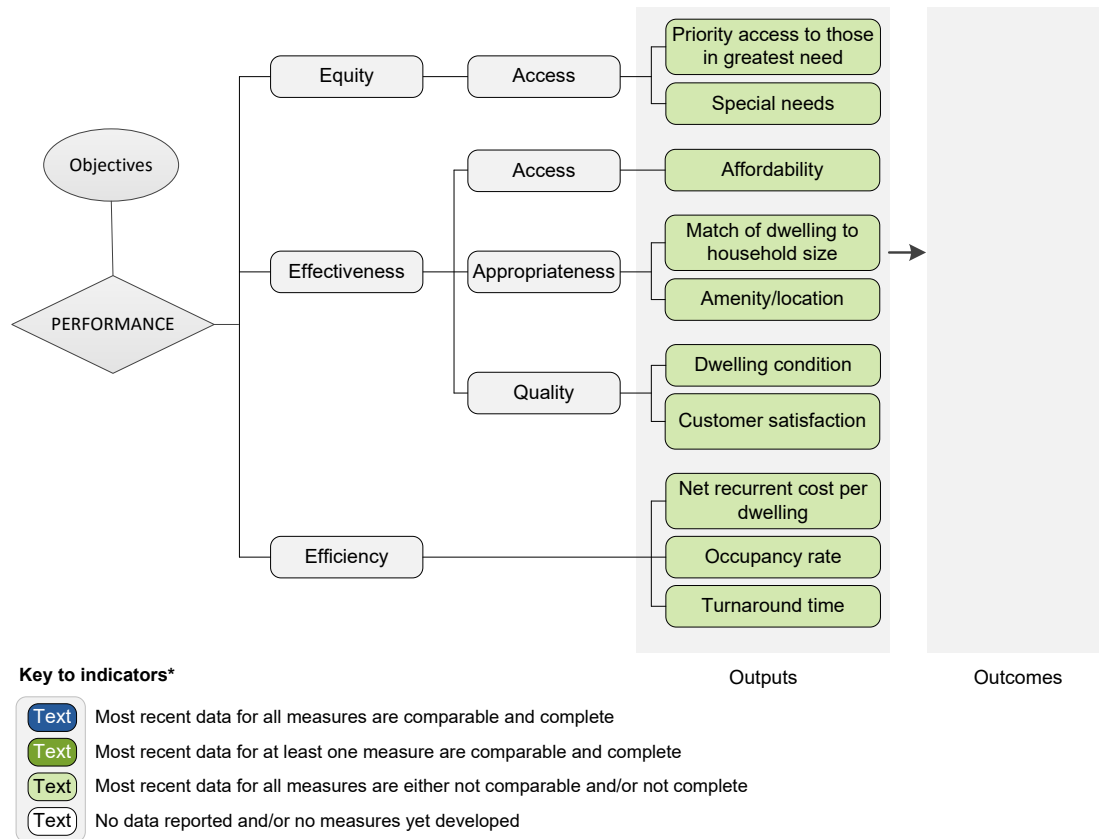 Objectives
PERFORMANCE
Equity
Access
Priority access to those
in greatest need
Special needs
Effectiveness
Access
Affordability
Appropriateness
Match of dwelling to
household size
Amenity/location
Quality
Dwelling condition
Customer satisfaction
Efficiency
Net recurrent cost per
dwelling
Occupancy rate
Turnaround time
Outputs
Outcomes
Key to indicators*
Text Most recent data for all measures are comparable and complete
Text Most recent data for at least one measure are comparable and complete
Text Most recent data for all measures are either not comparable and/or not complete
Text No data reported and/or no measures yet developed